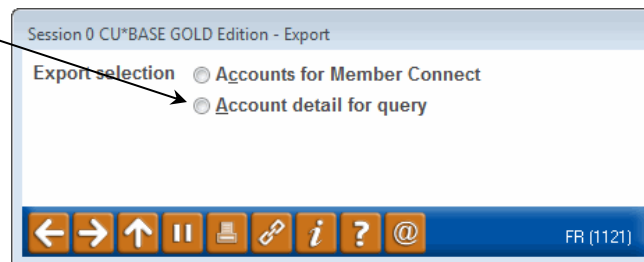 Session 0 CU*BASE GOLD Edition - Export
Export selection Accounts for Member Connect
Account detail for query
i ? @ FR (1121)